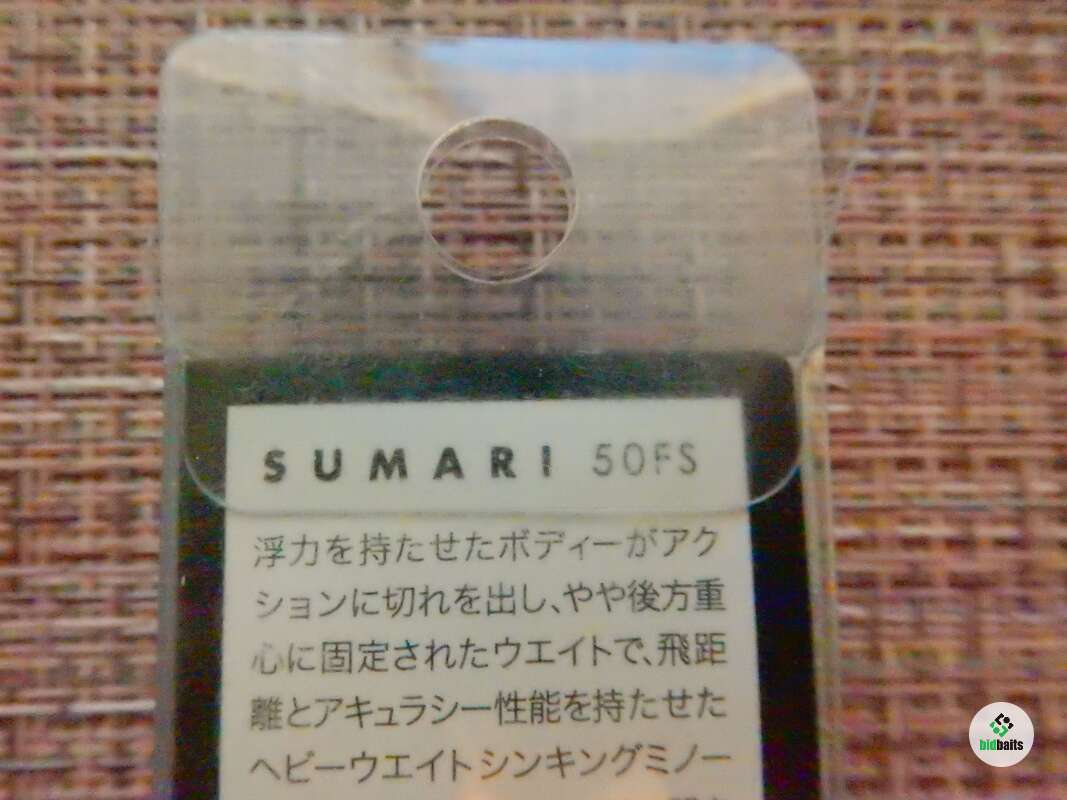 SUMARI 50FS
浮力を持たせたボディーがアク
ションに切れを出し、やや後方重
心に固定されたウエイトで、飛距
離とアキュラシー性能を持たせた
ヘビーウエイトシンキングミノー
bidbaits